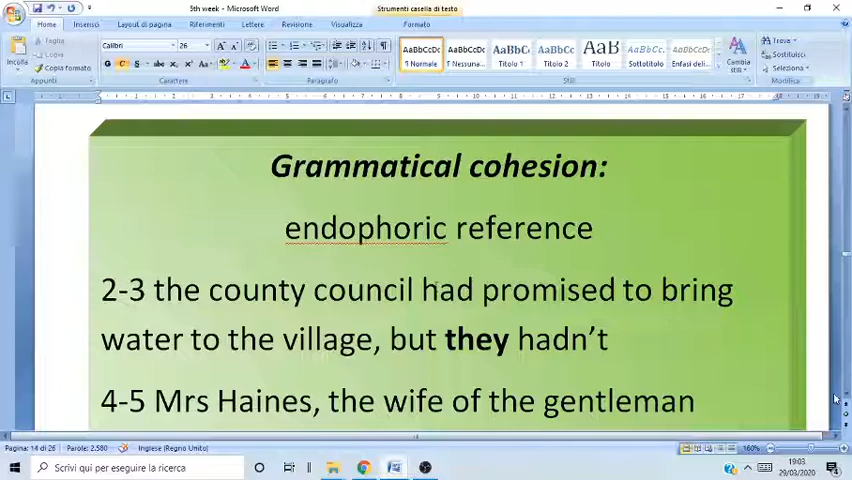 5th week - Microsoft Word
Strumenti casella di testo
Home Inserisci Layout di pagina Riferimenti Lettere Revisione Visualizza Formato
Taglia
Copia
Copia formato
Incolla
Appunti
Calibri 26
Carattere
Paragrafo
AaBbCcDc AaBbCcDc AaBbC AaBbCc AaB AaBbCc. AaBbCcDc
¶ Normale ¶ Nessuna... Titolo 1 Titolo 2 Titolo Sottotitolo Enfasi deli...
Stili
Cambia stili
Trova
Sostituisci
Seleziona
Modifica
Grammatical cohesion:
endophoric reference
2-3 the county council had promised to bring
water to the village, but they hadn't
4-5 Mrs Haines, the wife of the gentleman
Pagina: 14 di 26 Parole: 2.580 Inglese (Regno Unito) 160%
Scrivi qui per eseguire la ricerca
19:03
29/03/2020